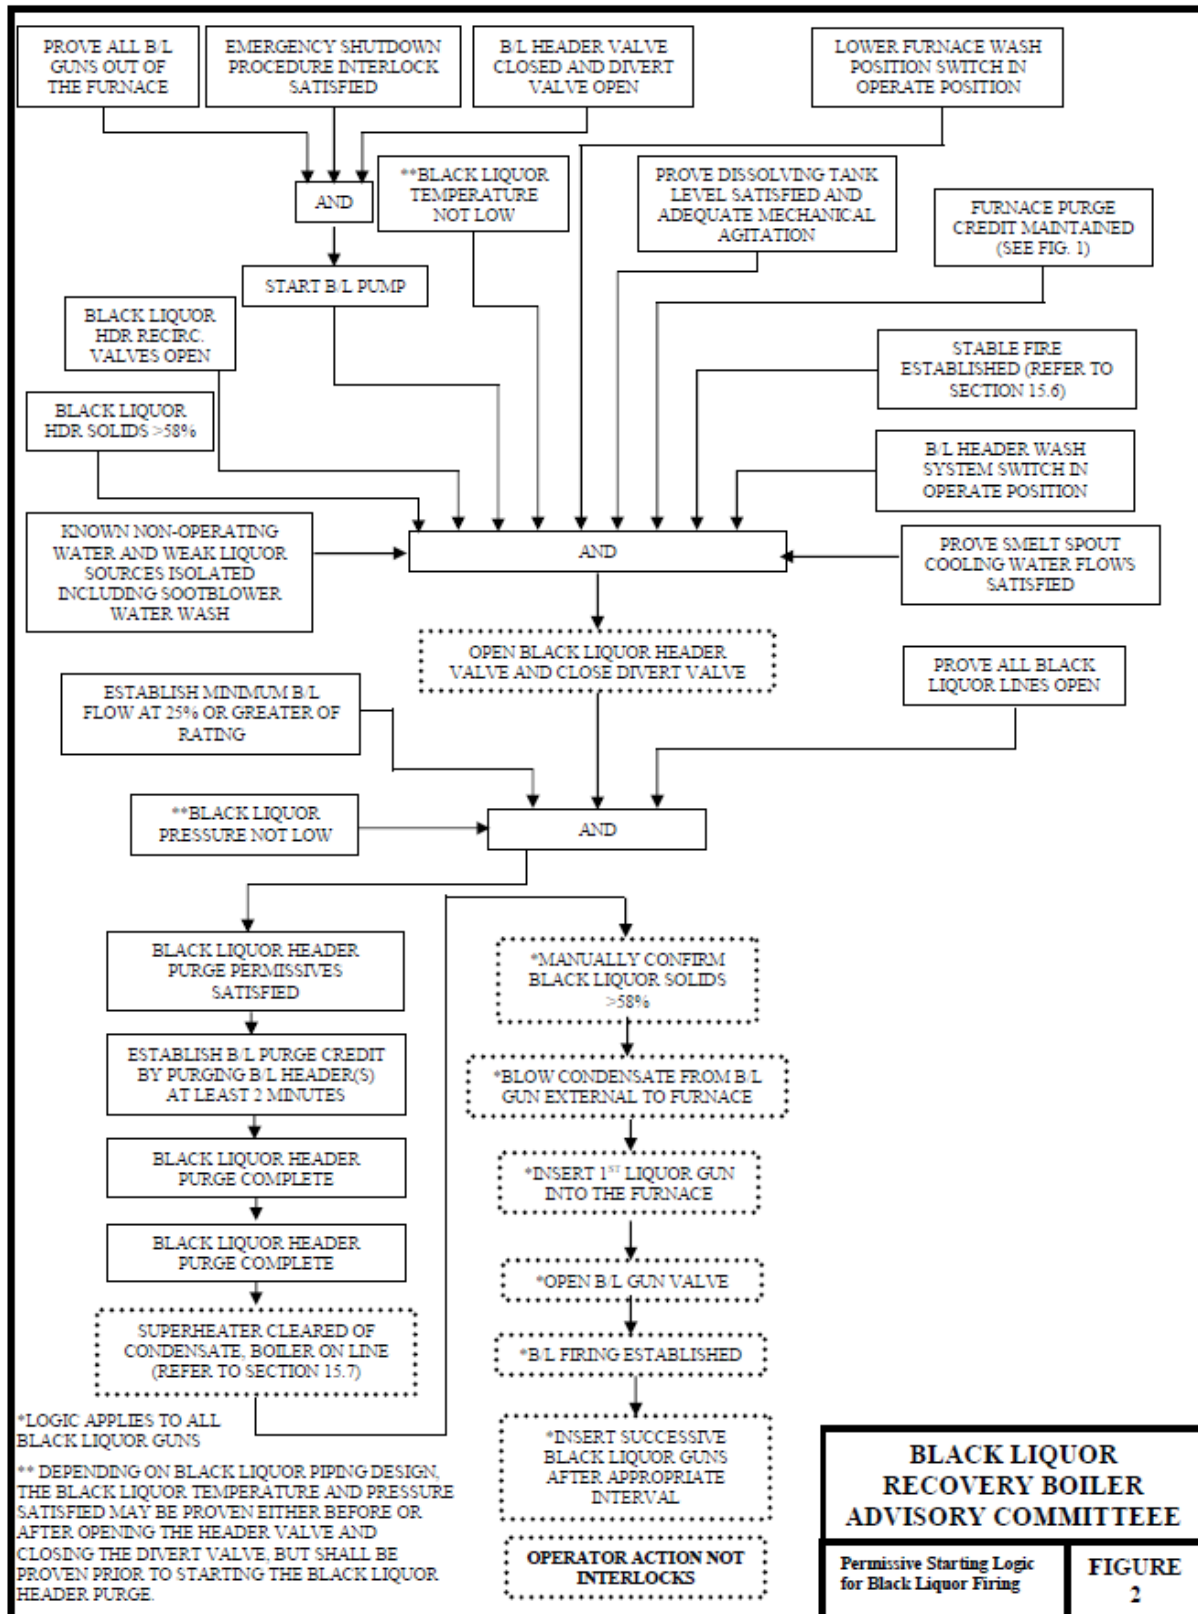 PROVE ALL B/L
GUNS OUT OF
THE FURNACE
EMERGENCY SHUTDOWN
PROCEDURE INTERLOCK
SATISFIED
B/L HEADER VALVE
CLOSED AND DIVERT
VALVE OPEN
LOWER FURNACE WASH
POSITION SWITCH IN
OPERATE POSITION
AND
**BLACK LIQUOR
TEMPERATURE
NOT LOW
PROVE DISSOLVING TANK
LEVEL SATISFIED AND
ADEQUATE MECHANICAL
AGITATION
FURNACE PURGE
CREDIT MAINTAINED
(SEE FIG. 1)
START B/L PUMP
BLACK LIQUOR
HDR RECIRC.
VALVES OPEN
STABLE FIRE
ESTABLISHED (REFER TO
SECTION 15.6)
BLACK LIQUOR
HDR SOLIDS >58%
B/L HEADER WASH
SYSTEM SWITCH IN
OPERATE POSITION
KNOWN NON-OPERATING
WATER AND WEAK LIQUOR
SOURCES ISOLATED
INCLUDING SOOTBLOWER
WATER WASH
AND
PROVE SMELT SPOUT
COOLING WATER FLOWS
SATISFIED
OPEN BLACK LIQUOR HEADER
VALVE AND CLOSE DIVERT VALVE
PROVE ALL BLACK
LIQUOR LINES OPEN
ESTABLISH MINIMUM B/L
FLOW AT 25% OR GREATER OF
RATING
**BLACK LIQUOR
PRESSURE NOT LOW
AND
BLACK LIQUOR HEADER
PURGE PERMISSIVES
SATISFIED
ESTABLISH B/L PURGE CREDIT
BY PURGING B/L HEADER(S)
AT LEAST 2 MINUTES
BLACK LIQUOR HEADER
PURGE COMPLETE
BLACK LIQUOR HEADER
PURGE COMPLETE
SUPERHEATER CLEARED OF
CONDENSATE, BOILER ON LINE
(REFER TO SECTION 15.7)
*MANUALLY CONFIRM
BLACK LIQUOR SOLIDS
>58%
*BLOW CONDENSATE FROM B/L
GUN EXTERNAL TO FURNACE
*INSERT 1ST LIQUOR GUN
INTO THE FURNACE
*OPEN B/L GUN VALVE
*B/L FIRING ESTABLISHED
*INSERT SUCCESSIVE
BLACK LIQUOR GUNS
AFTER APPROPRIATE
INTERVAL
OPERATOR ACTION NOT
INTERLOCKS
*LOGIC APPLIES TO ALL
BLACK LIQUOR GUNS
** DEPENDING ON BLACK LIQUOR PIPING DESIGN,
THE BLACK LIQUOR TEMPERATURE AND PRESSURE
SATISFIED MAY BE PROVEN EITHER BEFORE OR
AFTER OPENING THE HEADER VALVE AND
CLOSING THE DIVERT VALVE, BUT SHALL BE
PROVEN PRIOR TO STARTING THE BLACK LIQUOR
HEADER PURGE.
BLACK LIQUOR
RECOVERY BOILER
ADVISORY COMMITTEEE
Permissive Starting Logic
for Black Liquor Firing
FIGURE
2